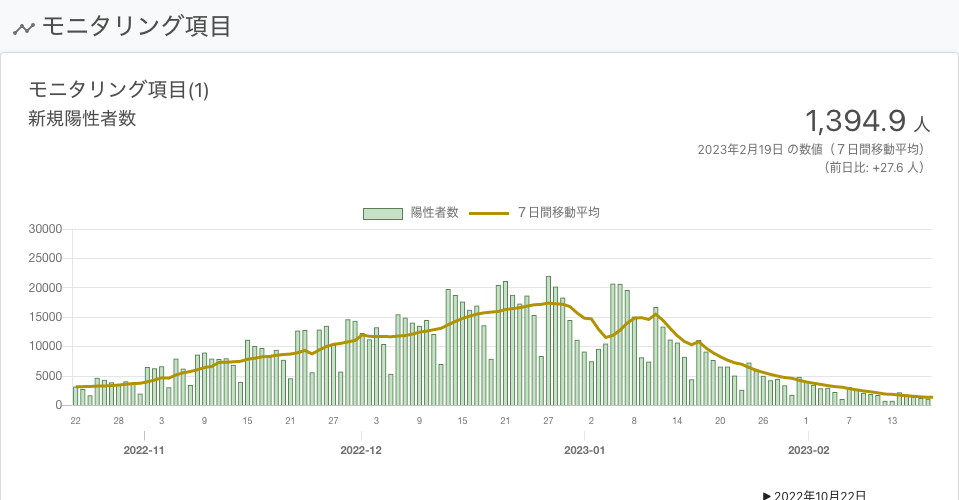 モニタリング項目
モニタリング項目(1)
新規陽性者数
1,394.9 人
2023年2月19日 の数値（７日間移動平均）
（前日比: +27.6 人）
陽性者数 ７日間移動平均
30000
25000
20000
15000
10000
5000
0
22 28 3 9 15 21 27 3 9 15 21 27 2 8 14 20 26 1 7 13
2022-11 2022-12 2023-01 2023-02
▶ 2022年10月22日